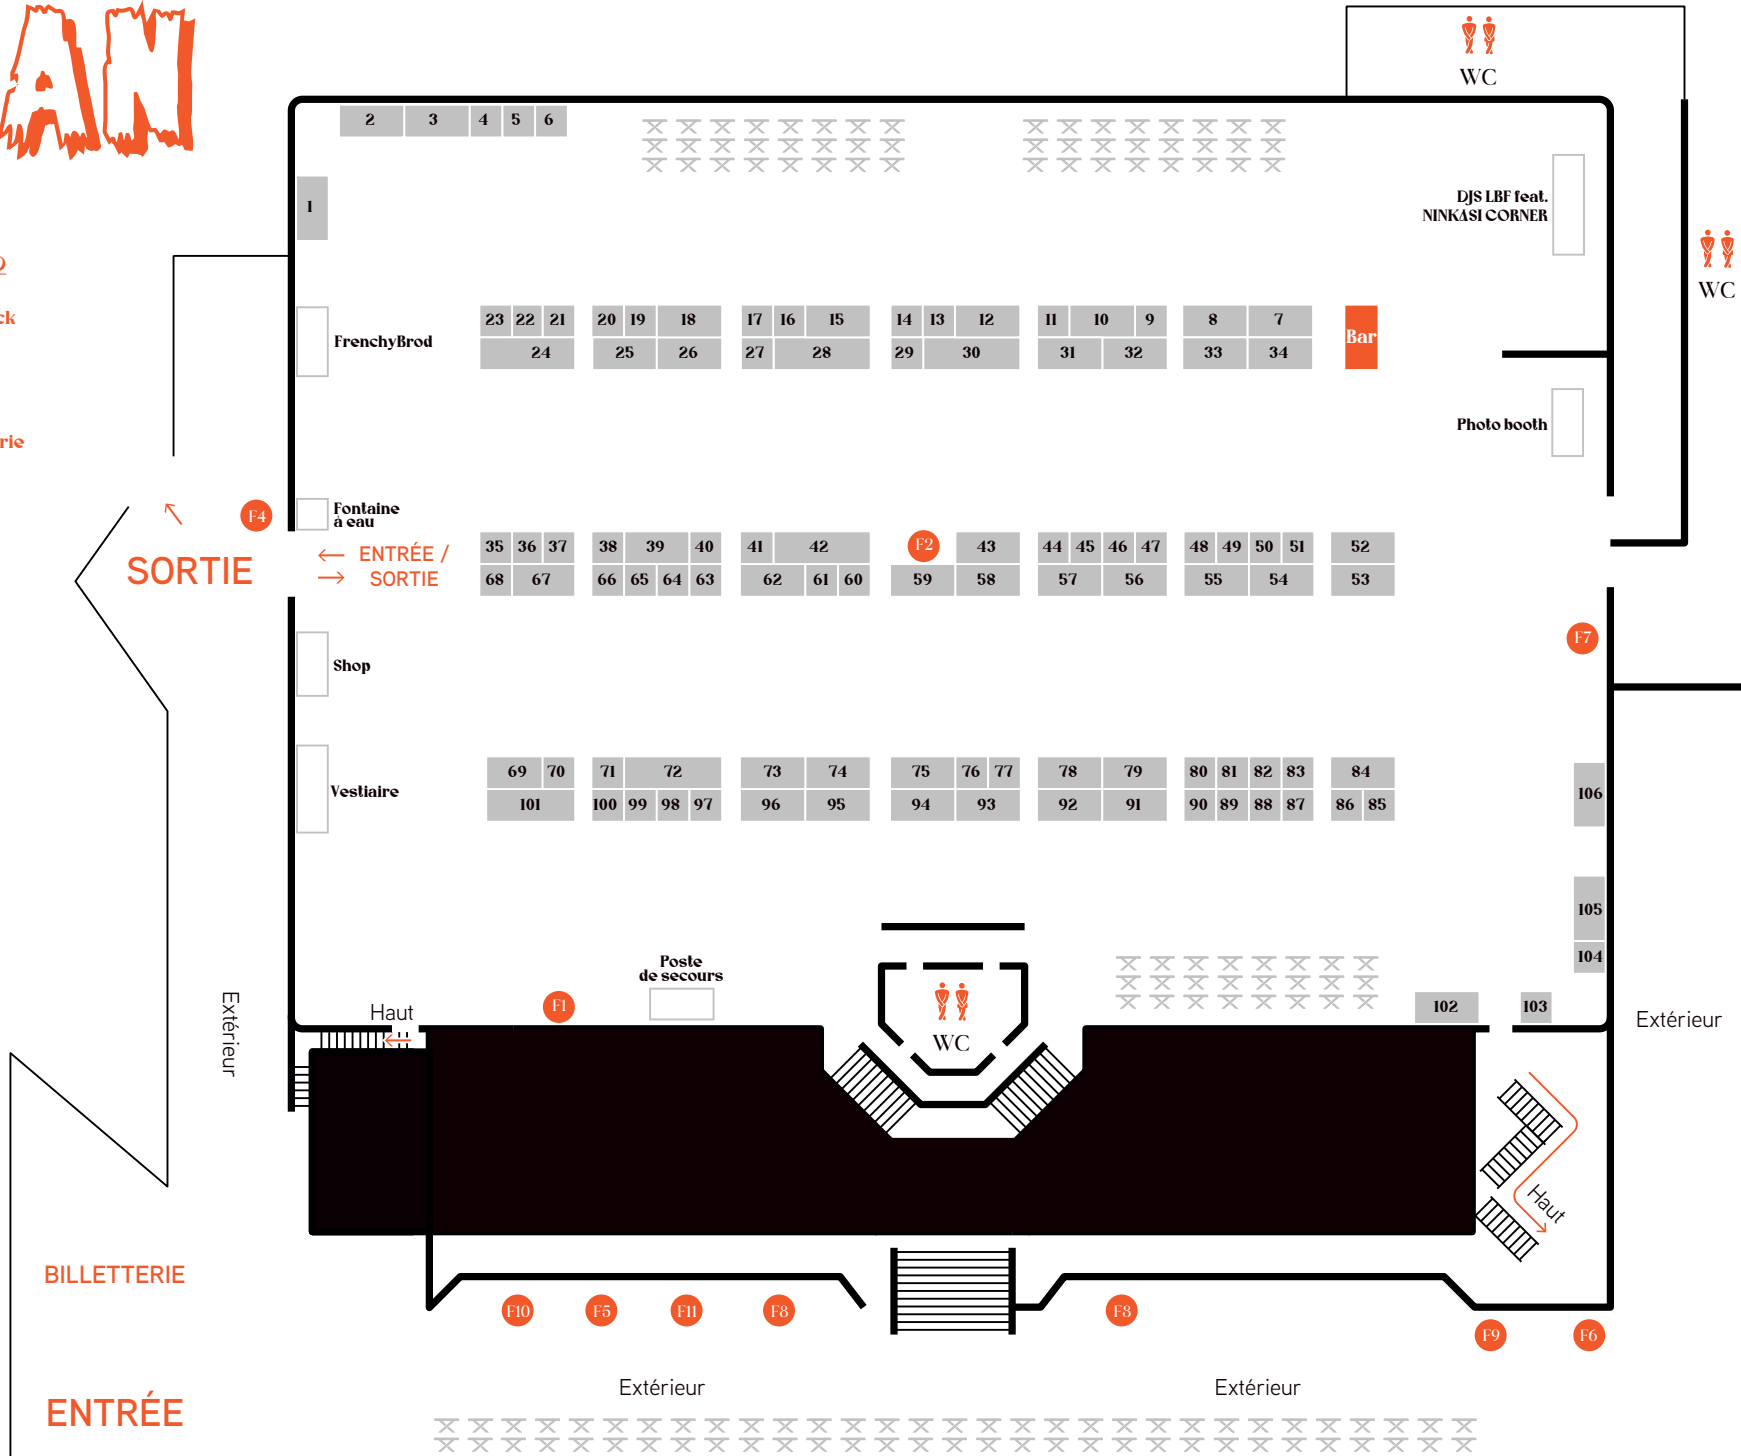 AN
WC
2 3 4 5 6
1
DJS LBF feat.
NINKASI CORNER
WC
ck
23 22 21 20 19 18 17 16 15 14 13 12 11 10 9 8 7
Bar
FrenchyBrod
24 25 26 27 28 29 30 31 32 33 34
Photo booth
rie
Fontaine
à eau
F4
F2
35 36 37 38 39 40 41 42 43 44 45 46 47 48 49 50 51 52
ENTRÉE /
SORTIE
SORTIE
68 67 66 65 64 63 62 61 60 59 58 57 56 55 54 53
F7
Shop
69 70 71 72 73 74 75 76 77 78 79 80 81 82 83 84
Vestiaire
106
101 100 99 98 97 96 95 94 93 92 91 90 89 88 87 86 85
105
104
Poste
de secours
F1
102 103
Haut
WC
Extérieur
Extérieur
Haut
BILLETTERIE
F10 F5 F11 F8 F3
F9 F6
Extérieur Extérieur
ENTRÉE